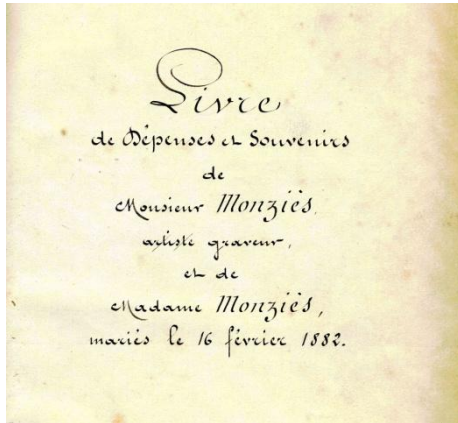 Livre
de Dépenses et Souvenirs
de
Monsieur Monziès,
artiste graveur,
et de
Madame Monziès,
mariés le 16 février 1882.